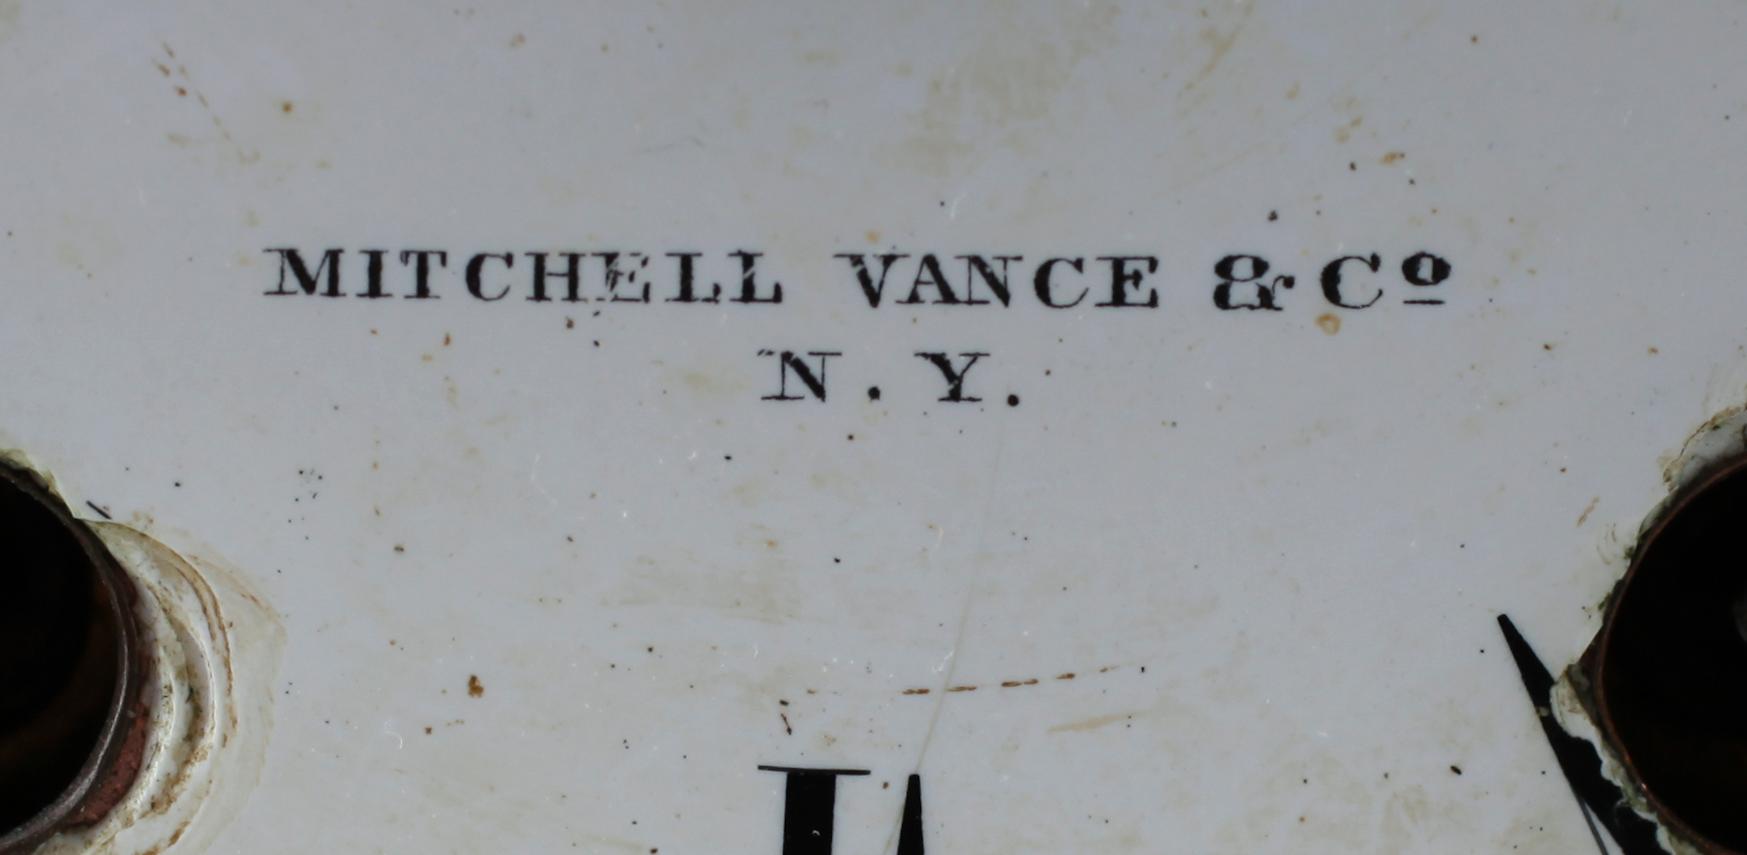 MITCHELL VANCE & Cº
N.Y.